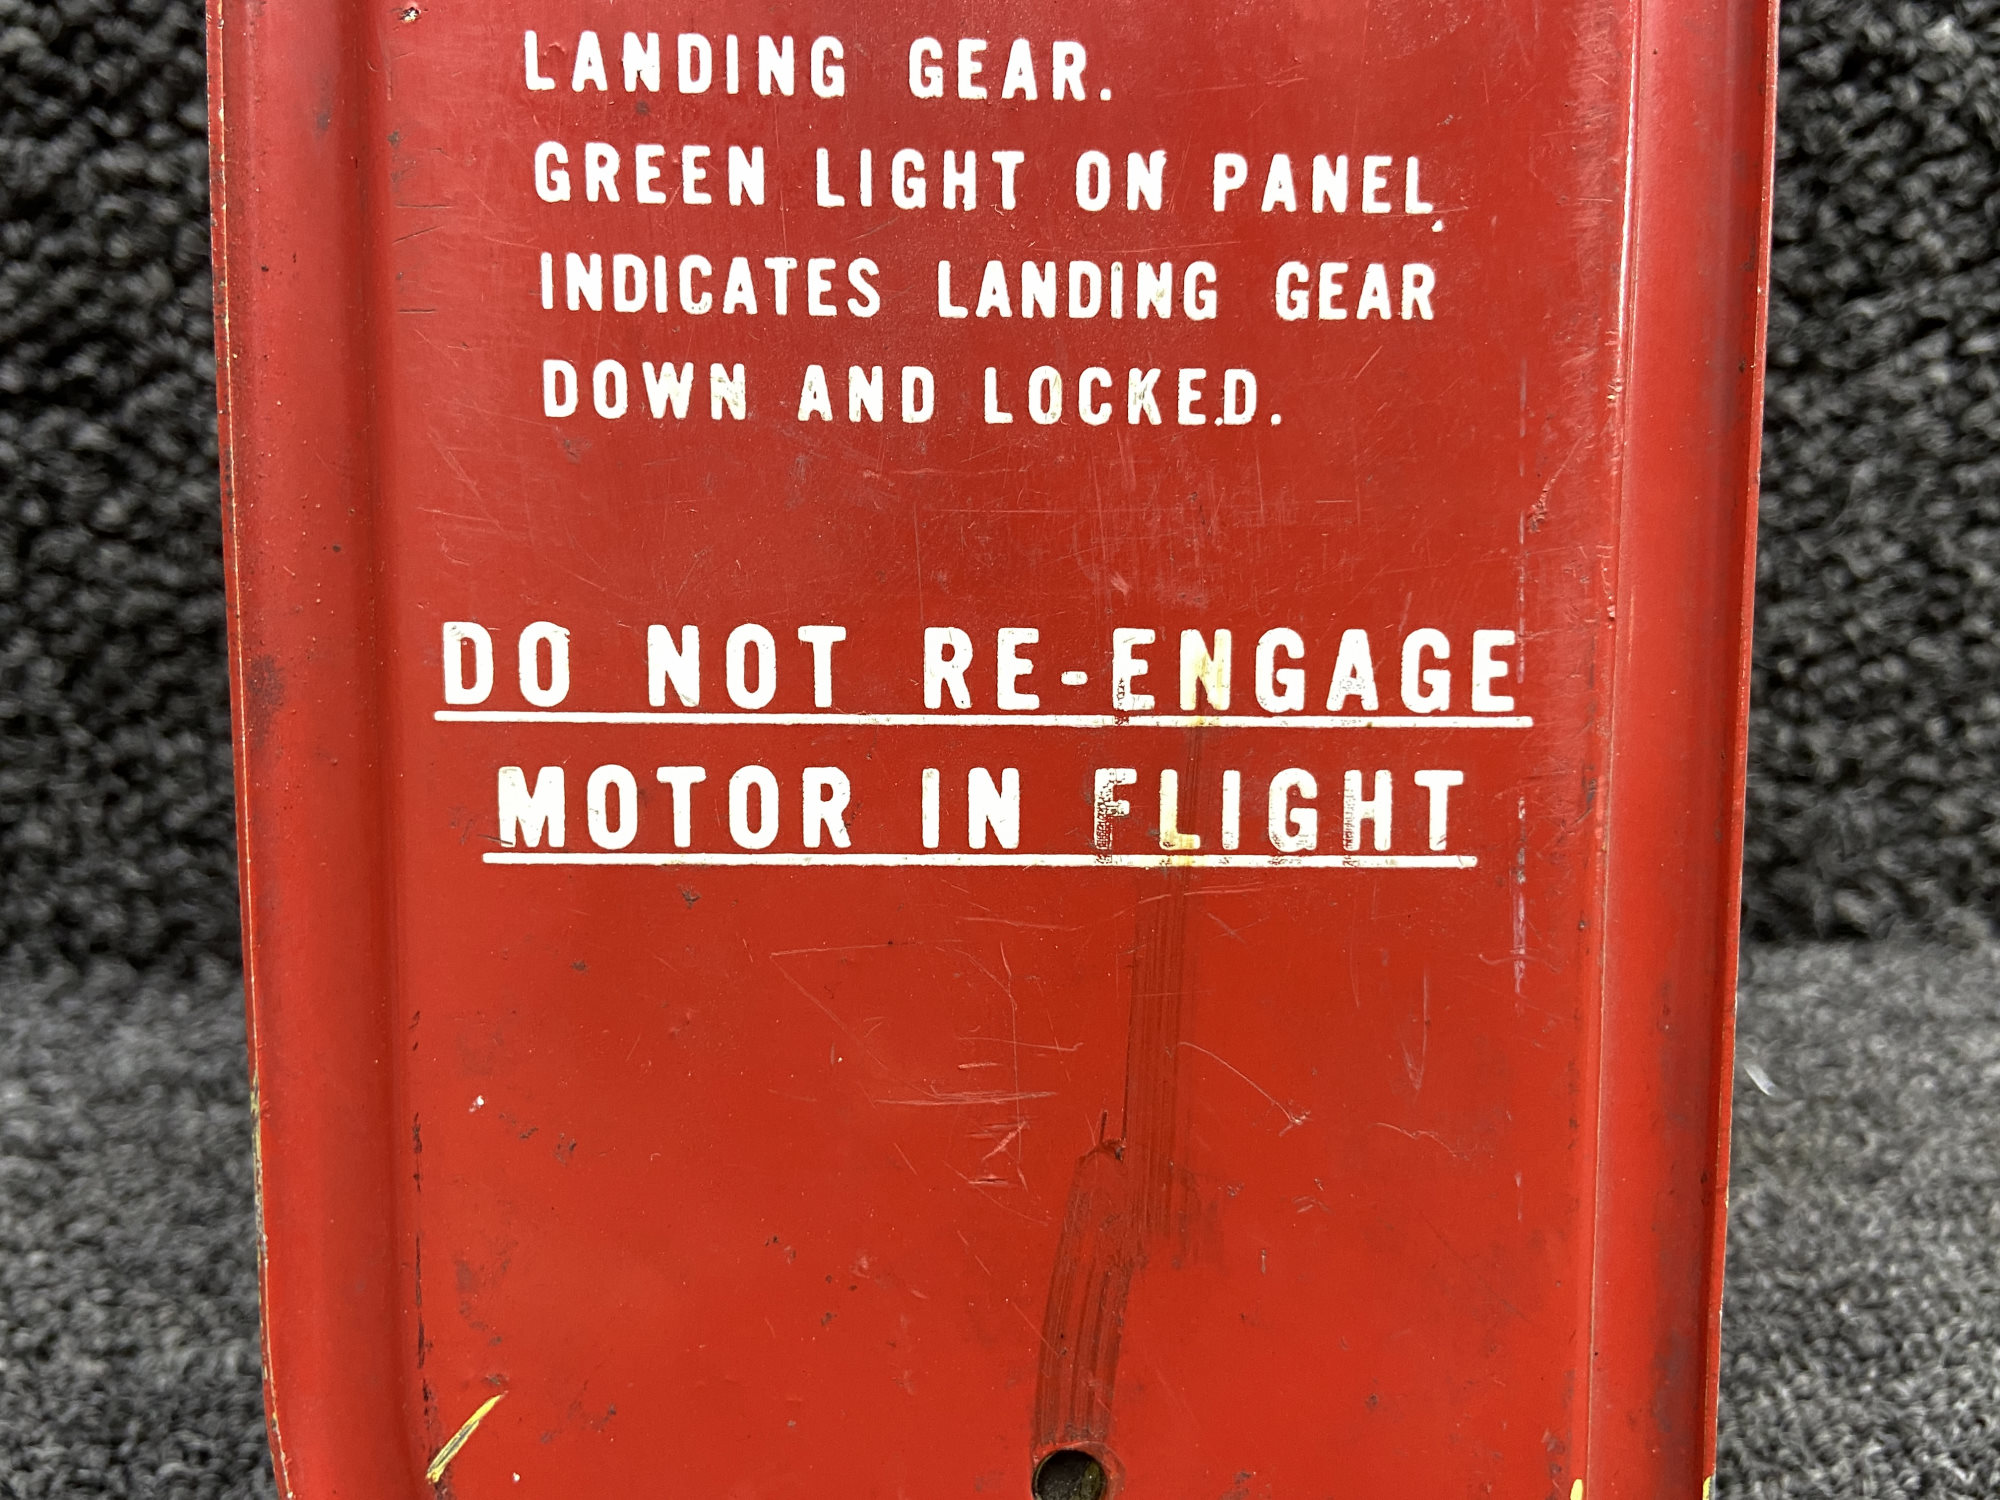 LANDING GEAR.
GREEN LIGHT ON PANEL
INDICATES LANDING GEAR
DOWN AND LOCKED.
DO NOT RE-ENGAGE
MOTOR IN FLIGHT